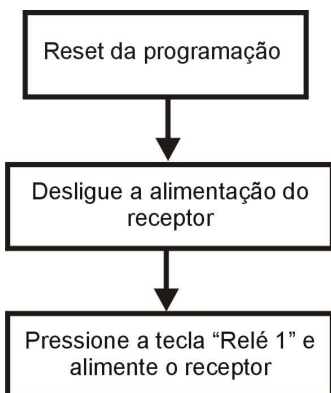 Reset da programação
Desligue a alimentação do
receptor
Pressione a tecla “Relé 1” e
alimente o receptor